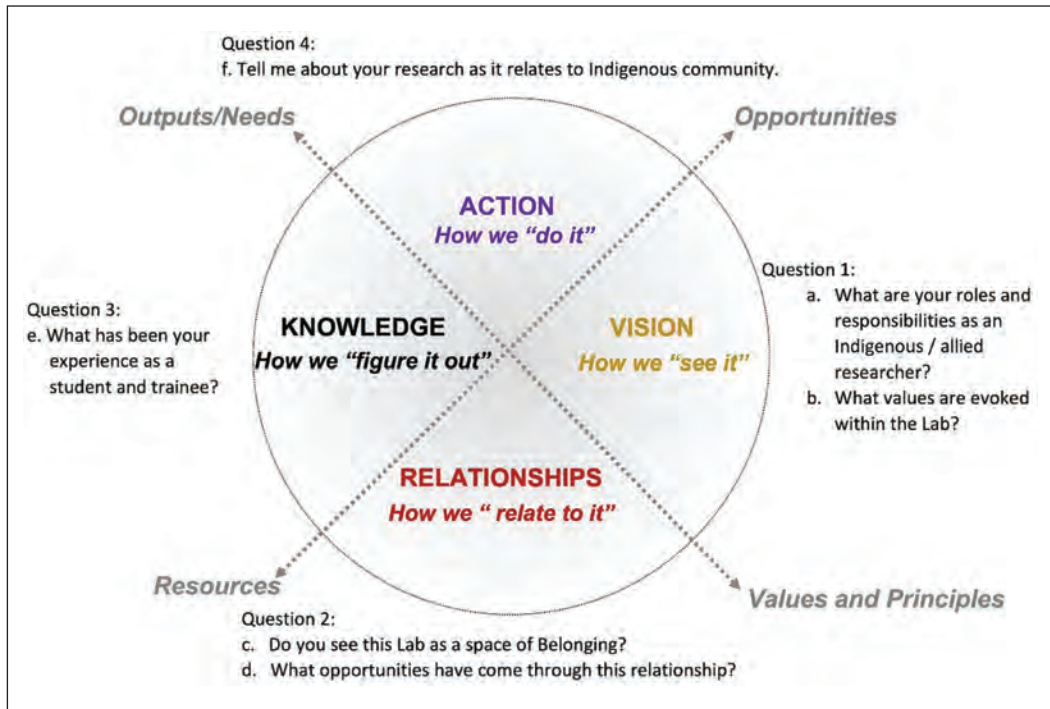 Question 4:
f. Tell me about your research as it relates to Indigenous community.
Outputs/Needs
Opportunities
ACTION
How we “do it”
Question 1:
a. What are your roles and
responsibilities as an
Indigenous / allied
researcher?
b. What values are evoked
within the Lab?
Question 3:
e. What has been your
experience as a
student and trainee?
KNOWLEDGE
How we “figure it out”
VISION
How we “see it”
RELATIONSHIPS
How we “ relate to it”
Resources
Values and Principles
Question 2:
c. Do you see this Lab as a space of Belonging?
d. What opportunities have come through this relationship?